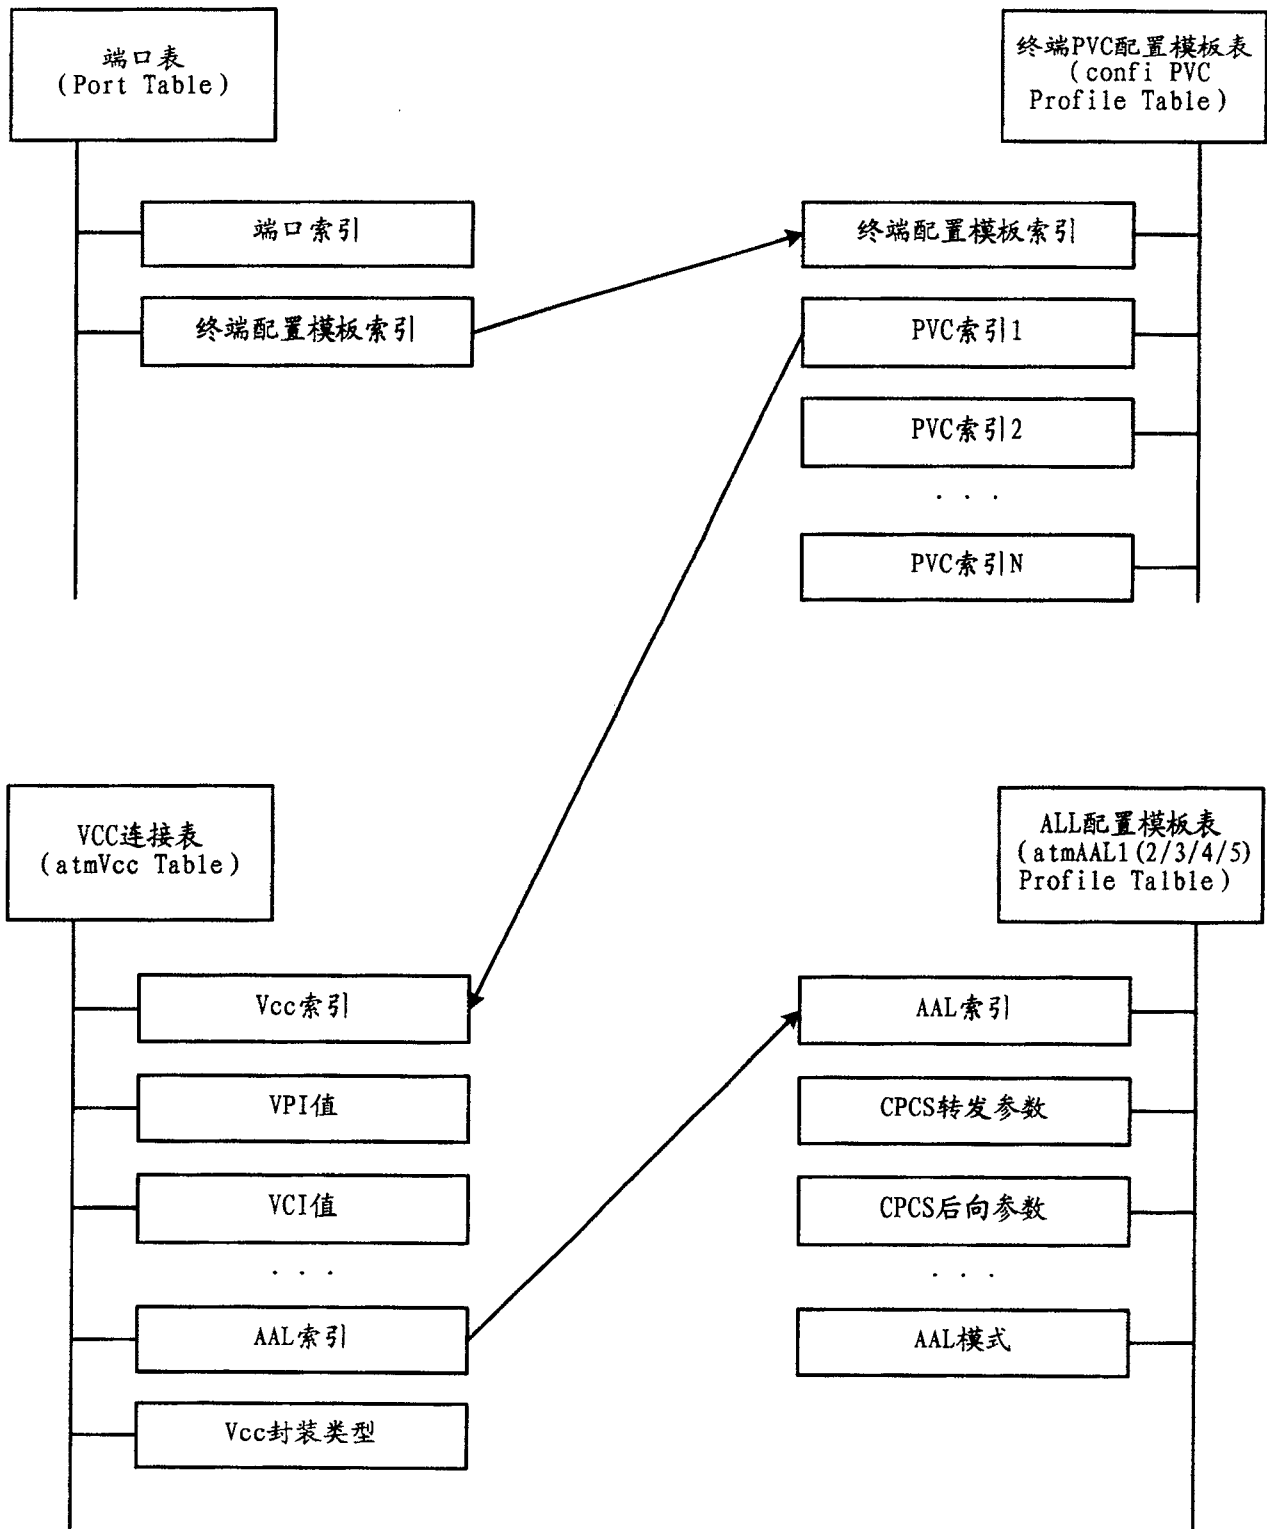 端口表
(Port Table)
端口索引
终端配置模板索引
终端PVC配置模板表
(confi PVC
Profile Table)
终端配置模板索引
PVC索引1
PVC索引2
. . .
PVC索引N
VCC连接表
(atmVcc Table)
Vcc索引
VPI值
VCI值
. . .
AAL索引
Vcc封装类型
ALL配置模板表
(atmAAL1(2/3/4/5)
Profile Talble)
AAL索引
CPCS转发参数
CPCS后向参数
. . .
AAL模式